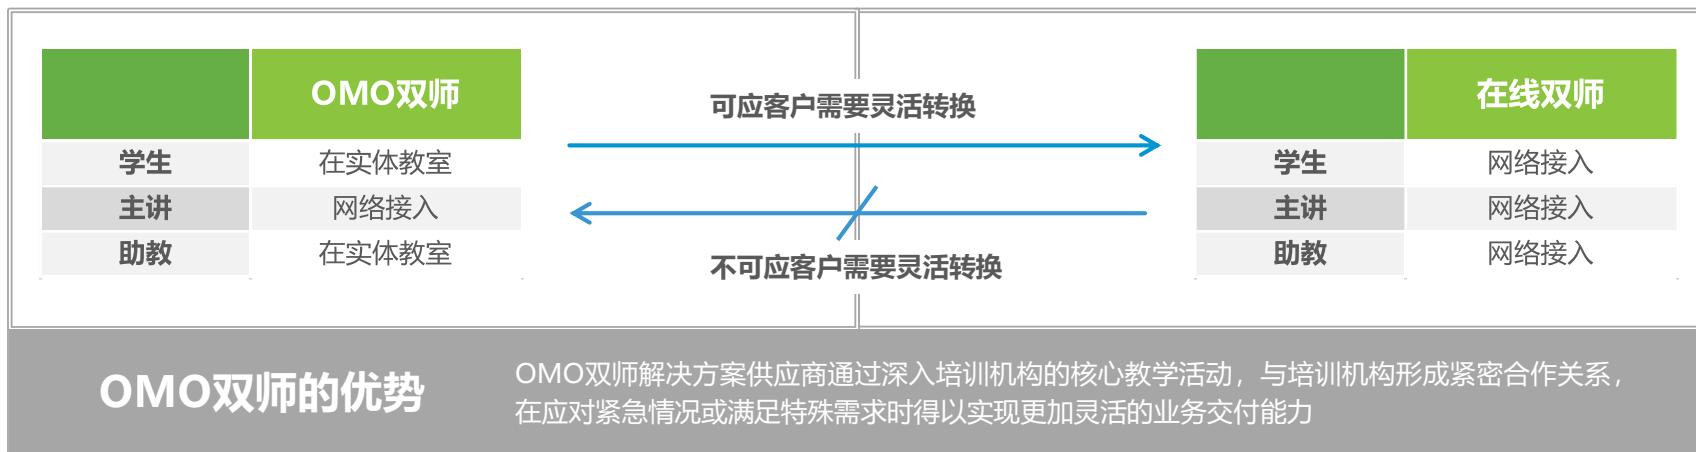 OMO双师
学生 在实体教室
主讲 网络接入
助教 在实体教室
可应客户需要灵活转换
不可应客户需要灵活转换
在线双师
学生 网络接入
主讲 网络接入
助教 网络接入
OMO双师的优势
OMO双师解决方案供应商通过深入培训机构的核心教学活动，与培训机构形成紧密合作关系，
在应对紧急情况或满足特殊需求时得以实现更加灵活的业务交付能力